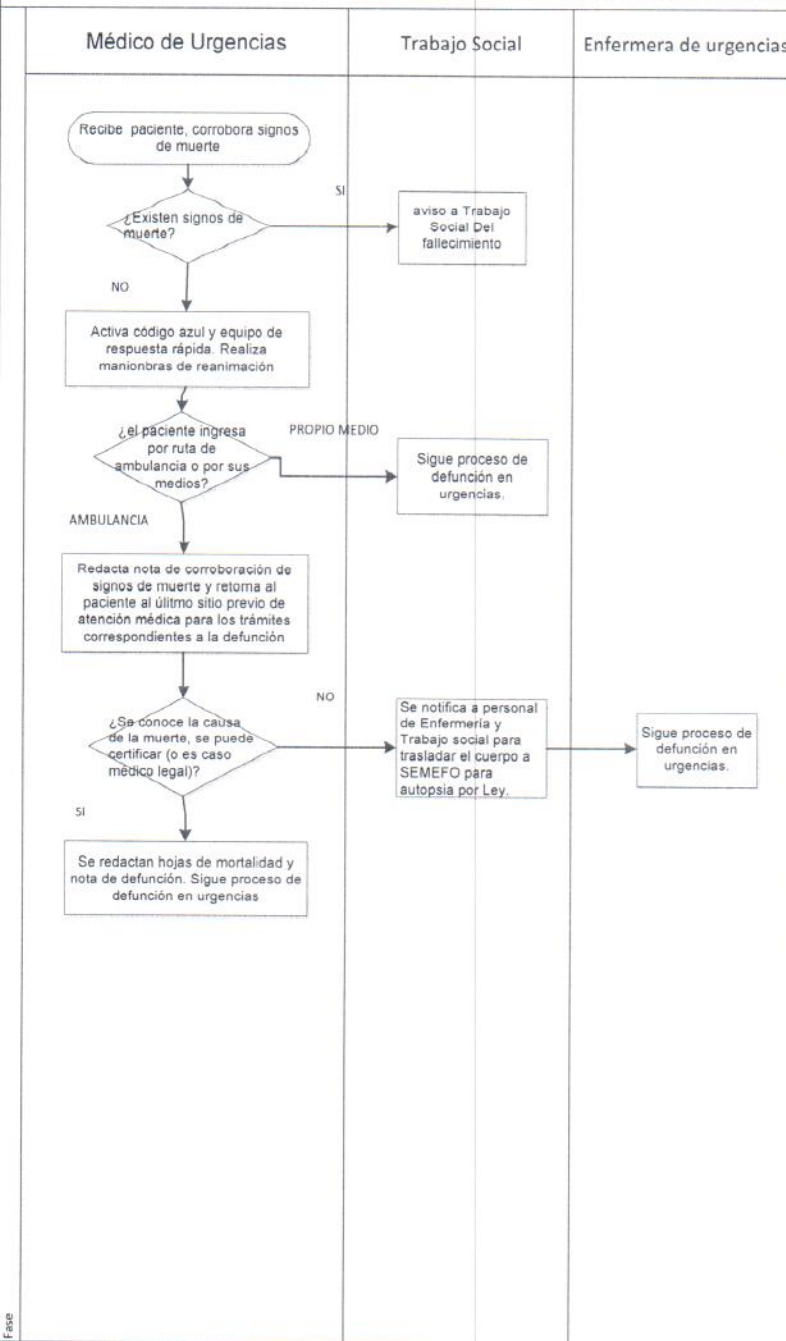 Médico de Urgencias
Trabajo Social
Enfermera de urgencias
Recibe paciente, corrobora signos
de muerte
¿Existen signos de
muerte?
SI
aviso a Trabajo
Social Del
fallecimiento
NO
Activa código azul y equipo de
respuesta rápida. Realiza
manionbras de reanimación
¿el paciente ingresa
por ruta de
ambulancia o por sus
medios?
PROPIO MEDIO
Sigue proceso de
defunción en
urgencias.
AMBULANCIA
Redacta nota de corroboración de
signos de muerte y retorna al
paciente al úlitmo sitio previo de
atención médica para los trámites
correspondientes a la defunción
¿Se conoce la causa
de la muerte, se puede
certificar (o es caso
médico legal)?
NO
Se notifica a personal
de Enfermería y
Trabajo social para
trasladar el cuerpo a
SEMEFO para
autopsia por Ley.
Sigue proceso de
defunción en
urgencias.
SI
Se redactan hojas de mortalidad y
nota de defunción. Sigue proceso de
defunción en urgencias
Fase